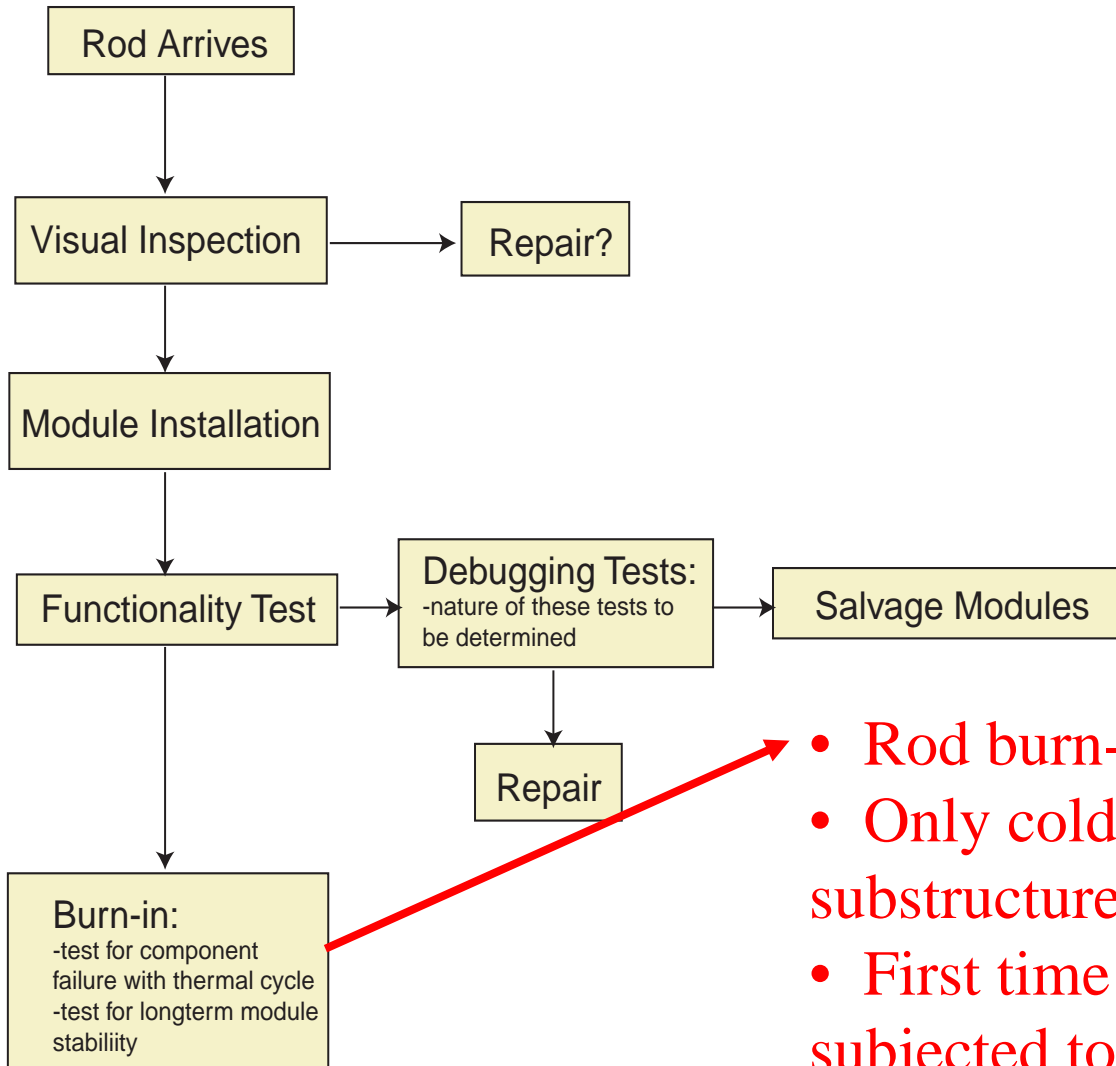 Rod Arrives
Visual Inspection
Repair?
Module Installation
Functionality Test
Debugging Tests:
-nature of these tests to
be determined
Salvage Modules
Repair
Burn-in:
-test for component
failure with thermal cycle
-test for longterm module
stabiliity
• Rod burn-
• Only cold
substructure
• First time
subjected to